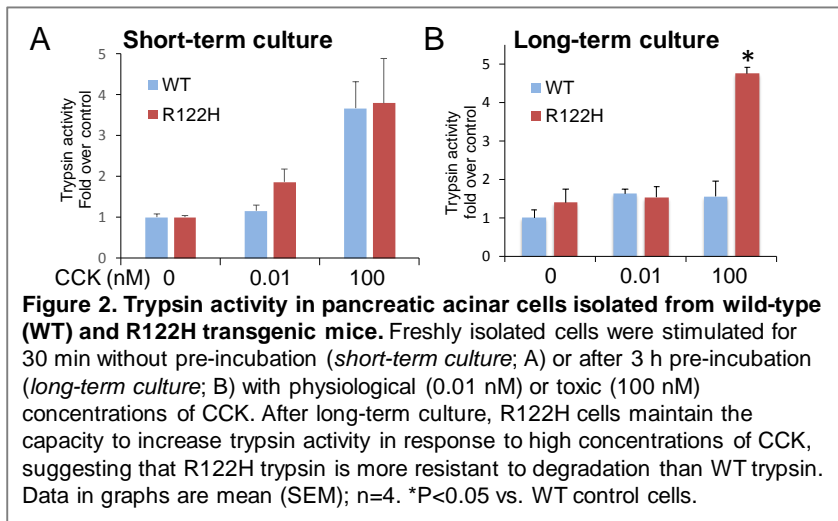 A Short-term culture
B Long-term culture
Trypsin activity
Fold over control
5
4
3
2
1
0
WT
R122H
CCK (nM) 0 0.01 100
Trypsin activity
fold over control
5
4
3
2
1
0
WT
R122H
*
0 0.01 100
Figure 2. Trypsin activity in pancreatic acinar cells isolated from wild-type
(WT) and R122H transgenic mice. Freshly isolated cells were stimulated for
30 min without pre-incubation (short-term culture; A) or after 3 h pre-incubation
(long-term culture; B) with physiological (0.01 nM) or toxic (100 nM)
concentrations of CCK. After long-term culture, R122H cells maintain the
capacity to increase trypsin activity in response to high concentrations of CCK,
suggesting that R122H trypsin is more resistant to degradation than WT trypsin.
Data in graphs are mean (SEM); n=4. *P<0.05 vs. WT control cells.